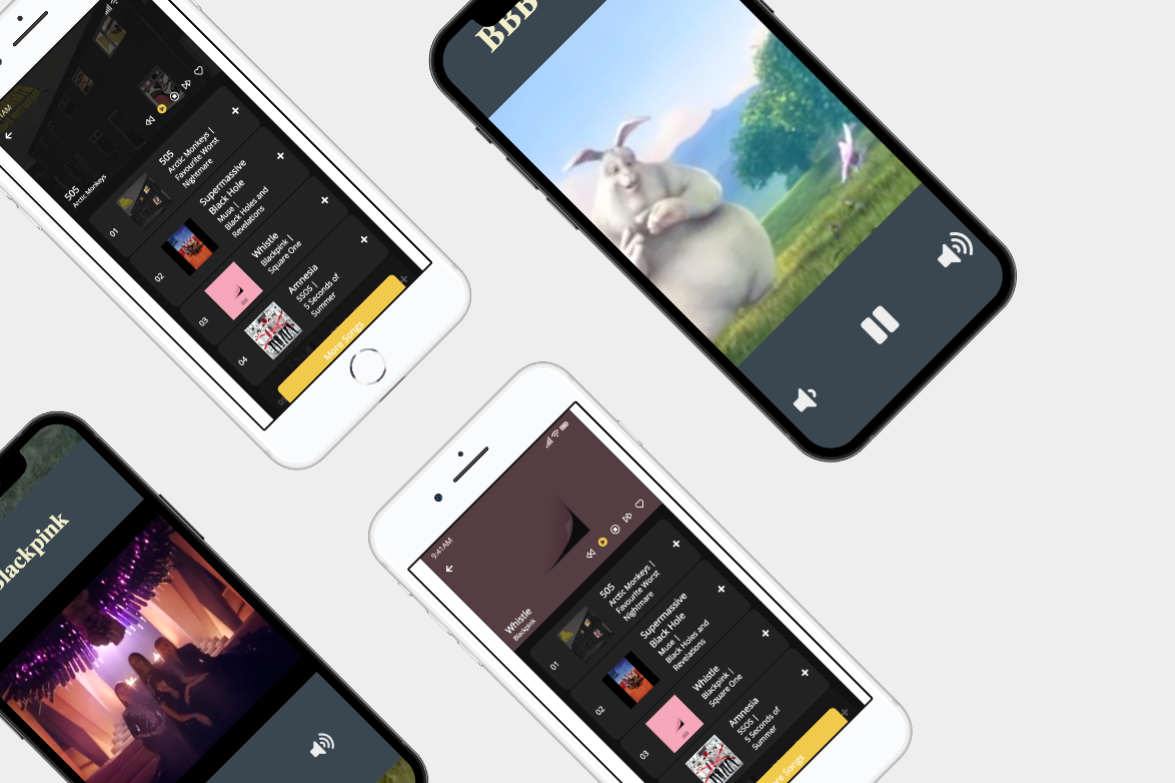 505
Arctic Monkeys
01
505
Arctic Monkeys |
Favourite Worst
Nightmare
02
Supermassive
Black Hole
Muse |
Black Holes and
Revelations
03
Whistle
Blackpink |
Square One
04
Amnesia
5SOS |
5 Seconds of
Summer
More Songs
BBB
Blackpink
9:41AM
Whistle
Blackpink
01
505
Arctic Monkeys |
Favourite Worst
Nightmare
02
Supermassive
Black Hole
Muse |
Black Holes and
Revelations
03
Whistle
Blackpink |
Square One
Amnesia
5SOS |
5 Seconds of
Summer
Songs